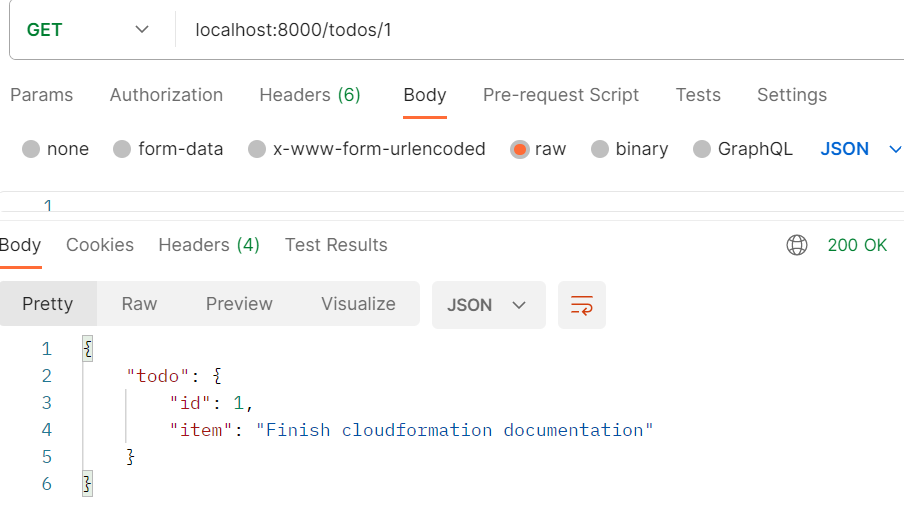 GET localhost:8000/todos/1
Params Authorization Headers (6) Body Pre-request Script Tests Settings
none form-data x-www-form-urlencoded raw binary GraphQL JSON
1
Body Cookies Headers (4) Test Results 200 OK
Pretty Raw Preview Visualize JSON
1 {
2 "todo": {
3 "id": 1,
4 "item": "Finish cloudformation documentation"
5 }
6 }